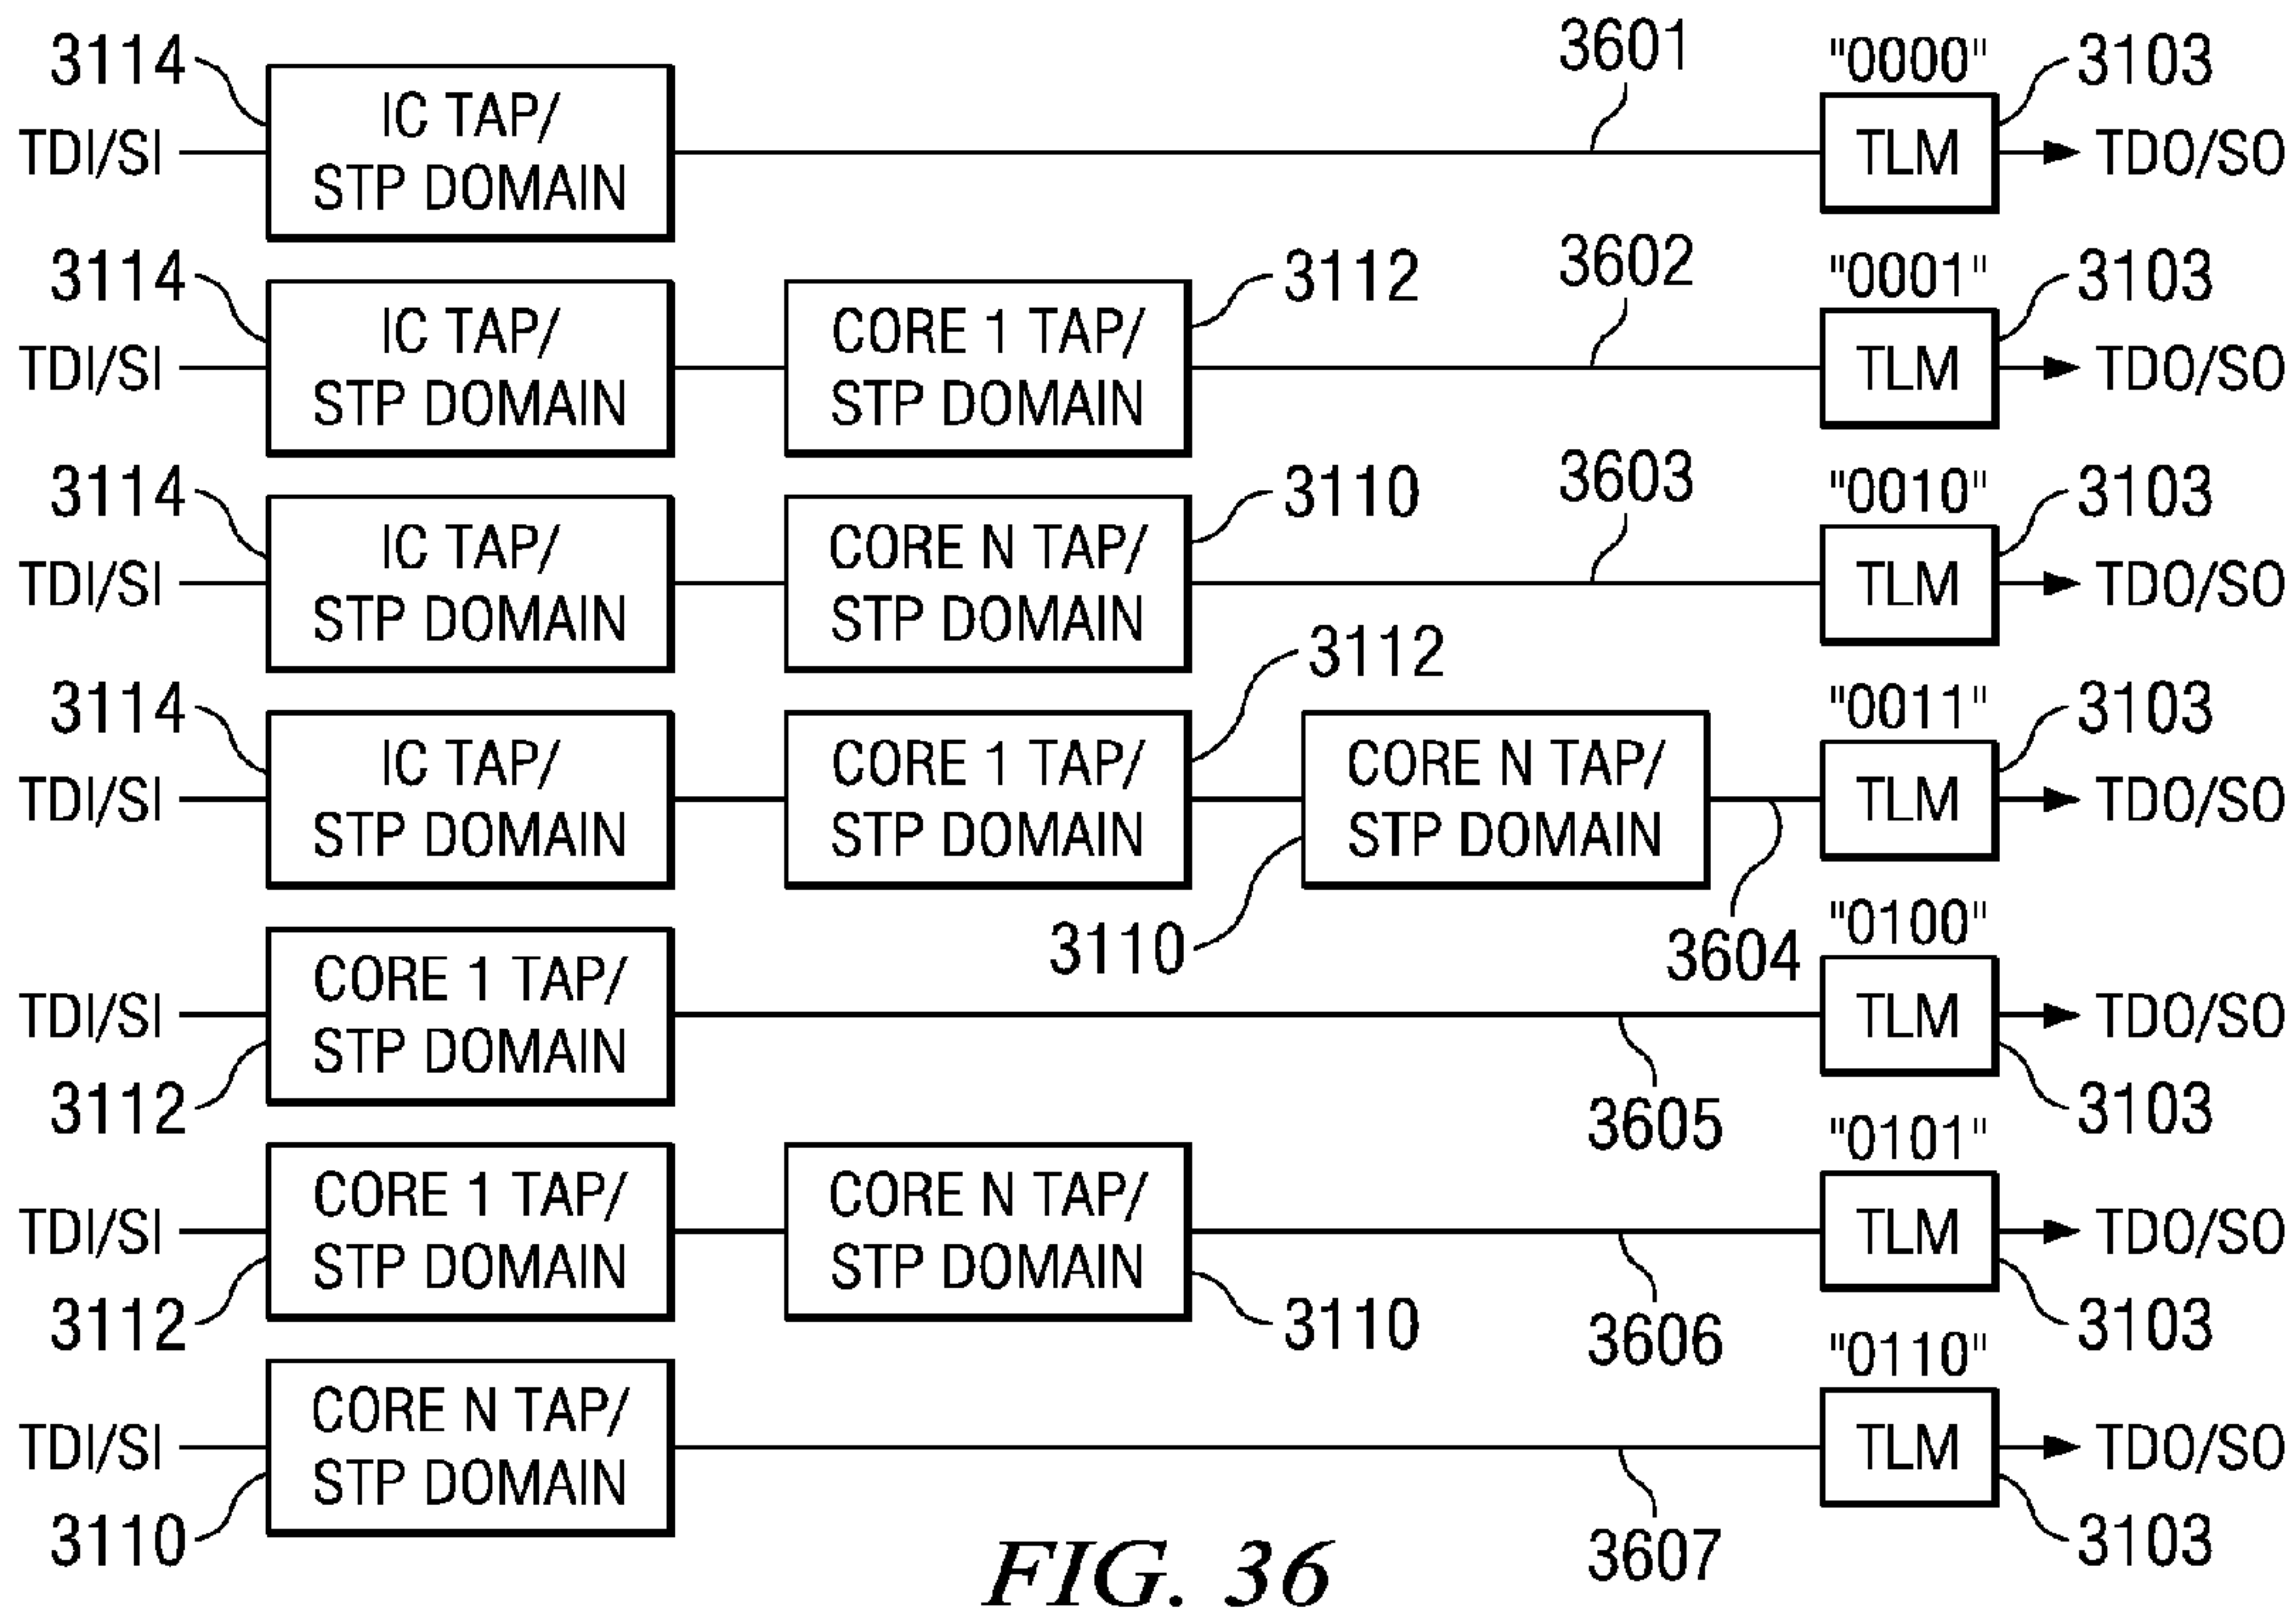 3114
3601
"0000"
3103
IC TAP/
STP DOMAIN
TDI/SI
TLM
TDO/SO
3114
3112
3602
"0001"
3103
IC TAP/
STP DOMAIN
CORE 1 TAP/
STP DOMAIN
TDI/SI
TLM
TDO/SO
3114
3110
3603
"0010"
3103
IC TAP/
STP DOMAIN
CORE N TAP/
STP DOMAIN
TDI/SI
TLM
TDO/SO
3114
3112
"0011"
3103
IC TAP/
STP DOMAIN
CORE 1 TAP/
STP DOMAIN
CORE N TAP/
STP DOMAIN
TDI/SI
TLM
TDO/SO
3110
3604
"0100"
CORE 1 TAP/
STP DOMAIN
TDI/SI
TLM
TDO/SO
3112
3605
3103
"0101"
CORE 1 TAP/
STP DOMAIN
CORE N TAP/
STP DOMAIN
TDI/SI
TLM
TDO/SO
3112
3110
3606
3103
"0110"
CORE N TAP/
STP DOMAIN
TDI/SI
TLM
TDO/SO
3110
3607
3103
FIG. 36